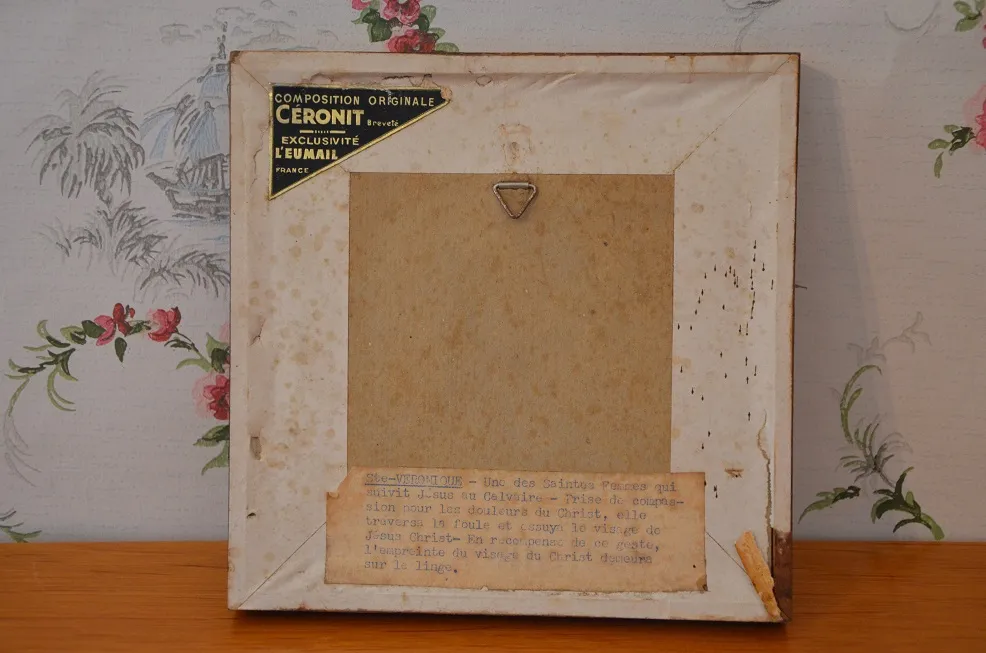 COMPOSITION ORIGINALE
CÉRONIT Breveté
EXCLUSIVITÉ
L'EUMAIL
FRANCE
Ste-VERONIQUE - Une des Saintes Femmes qui
suivit Jésus au Calvaire - Prise de compas-
sion pour les douleurs du Christ, elle
traversa la foule et essuya le visage de
Jésus Christ- En recompense de ce geste,
l'empreinte du visage du Christ demeura
sur le linge.